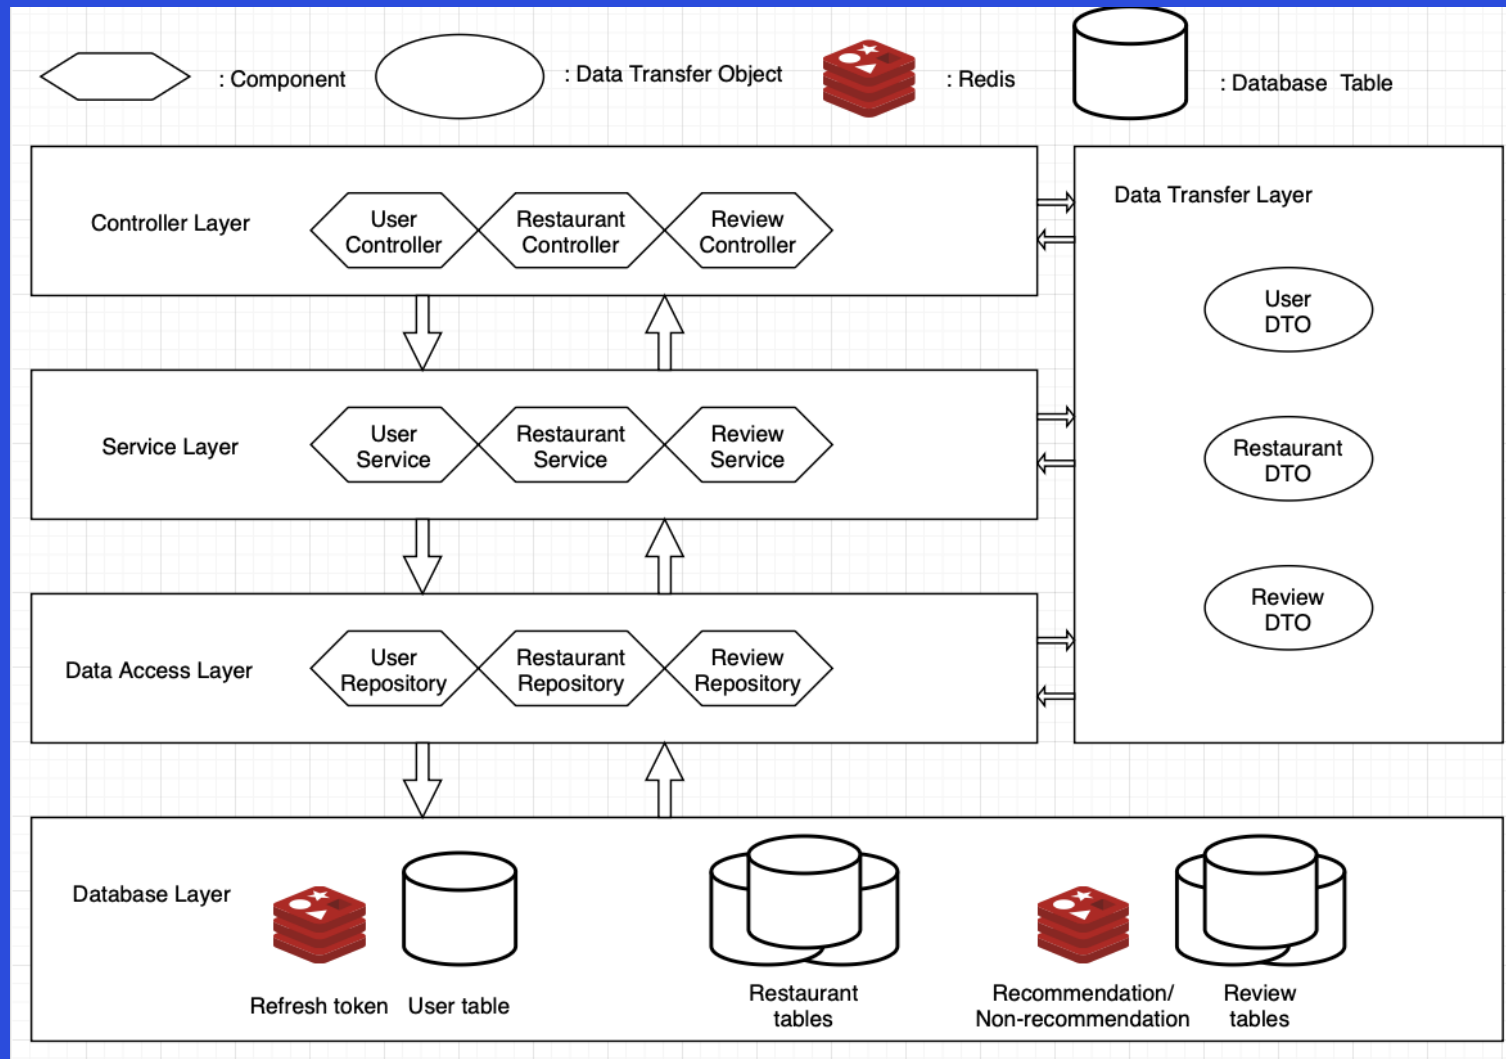 : Component
: Data Transfer Object
: Redis
: Database Table
Controller Layer
User
Controller
Restaurant
Controller
Review
Controller
Data Transfer Layer
User
DTO
Restaurant
DTO
Review
DTO
Service Layer
User
Service
Restaurant
Service
Review
Service
Data Access Layer
User
Repository
Restaurant
Repository
Review
Repository
Database Layer
Refresh token
User table
Restaurant
tables
Recommendation/
Non-recommendation
Review
tables